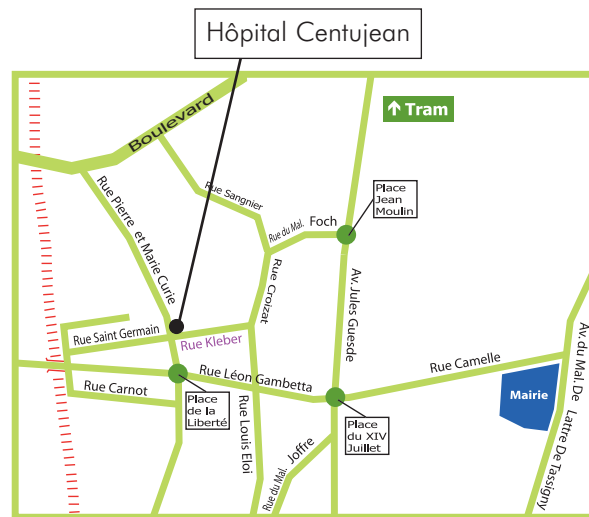 Hôpital Centujean
Boulevard
↑ Tram
Place
Jean
Moulin
Rue Sangnier
Rue du Mal. Foch
Rue Pierre et Marie Curie
Rue Croizat
Av. Jules Guesde
Rue Saint Germain
Rue Kleber
Rue Camelle
Av. du Mal. De Lattre De Tassigny
Rue Léon Gambetta
Rue Carnot
Mairie
Place
de la
Liberté
Rue Louis Eloi
Place
du XIV
Juillet
Rue du Mal. Joffre